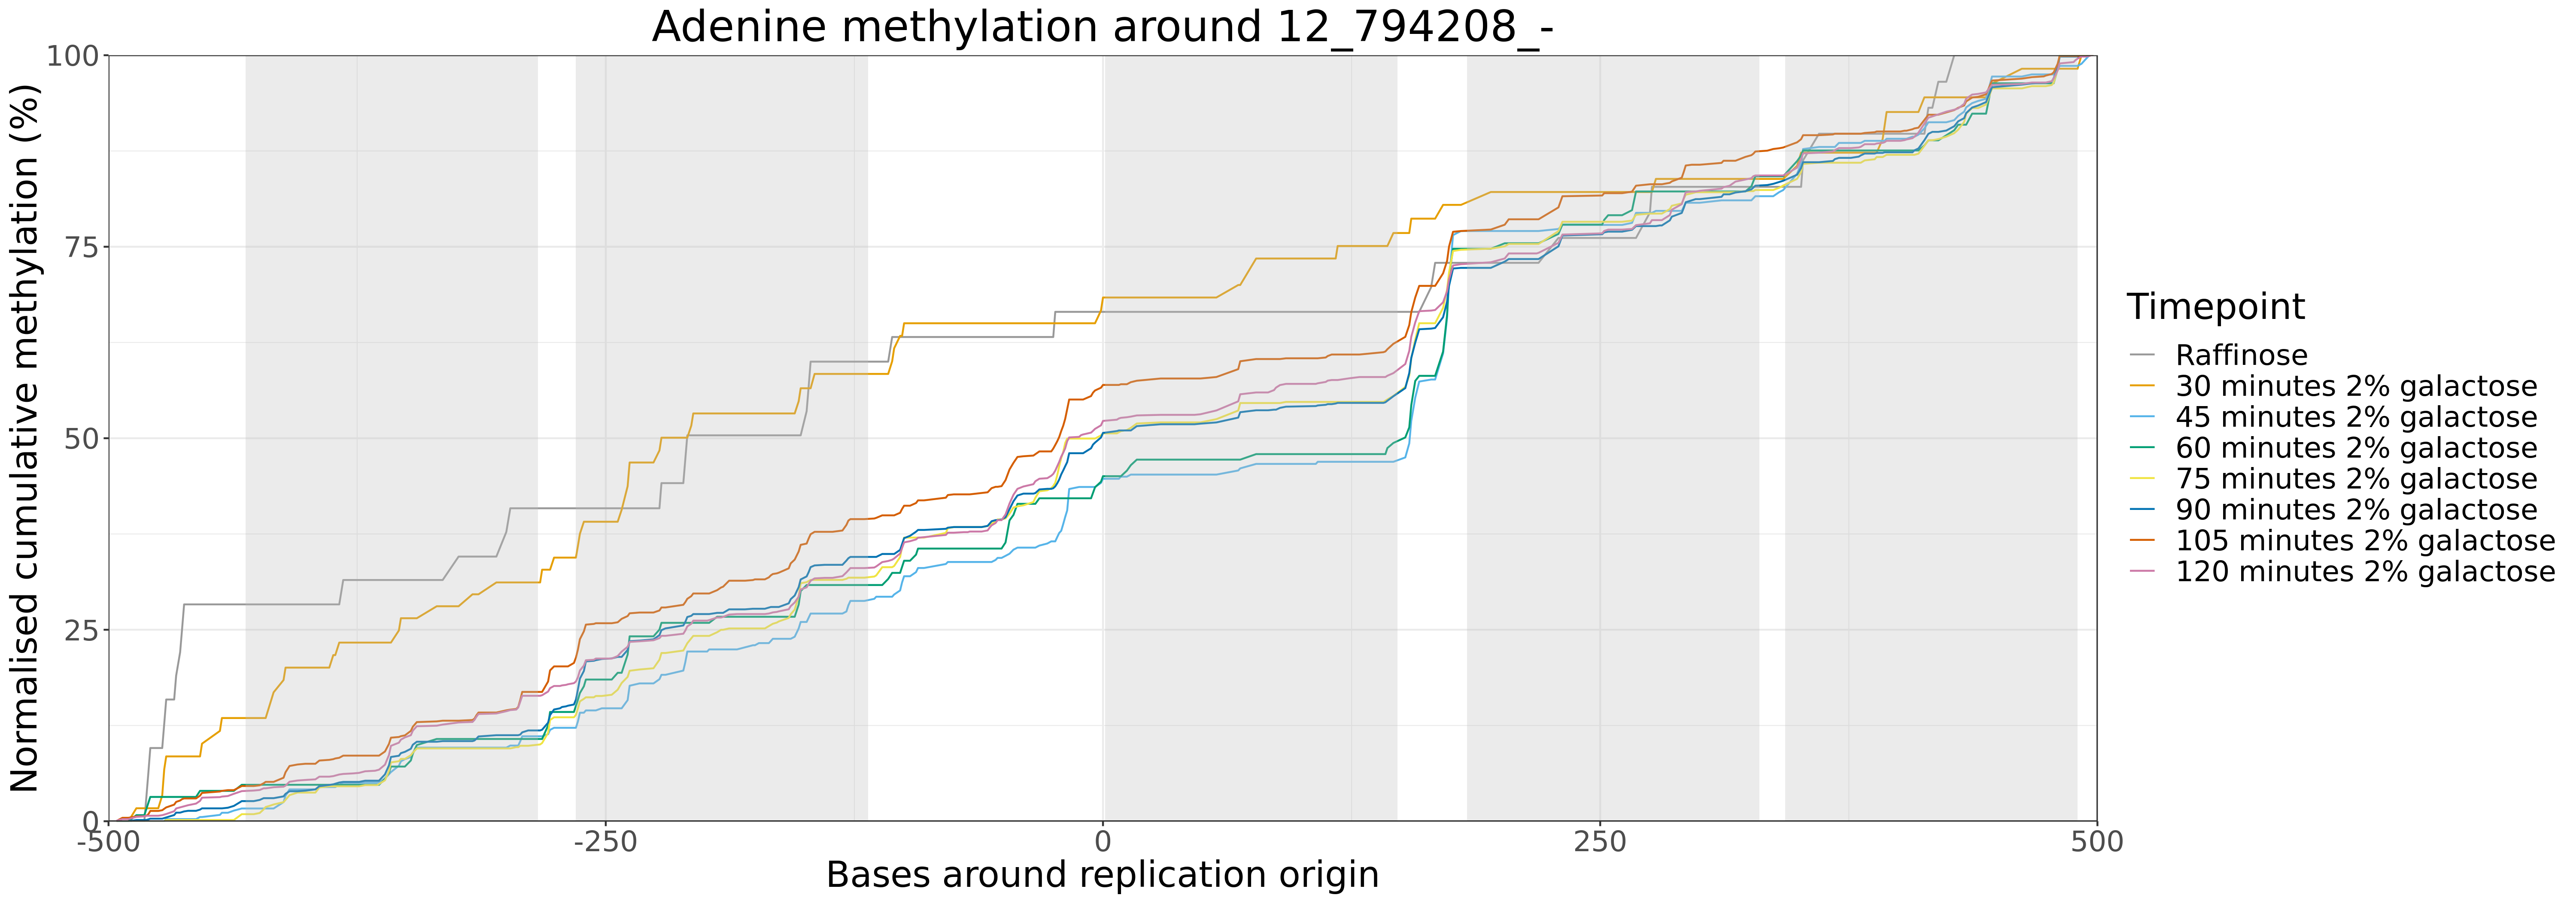 Adenine methylation around 12_794208_-
Normalised cumulative methylation (%)
100
75
50
25
0
-500
-250
0
250
500
Bases around replication origin
Timepoint
Raffinose
30 minutes 2% galactose
45 minutes 2% galactose
60 minutes 2% galactose
75 minutes 2% galactose
90 minutes 2% galactose
105 minutes 2% galactose
120 minutes 2% galactose